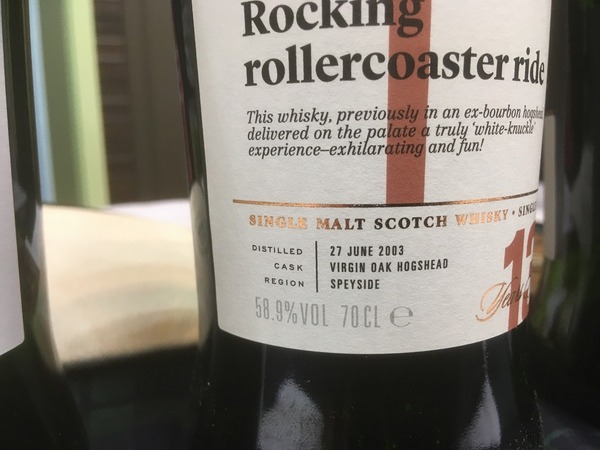 Rocking
rollercoaster ride
This whisky, previously in an ex-bourbon hogshead
delivered on the palate a truly 'white-knuckle'
experience–exhilarating and fun!
SINGLE MALT SCOTCH WHISKY • SINGL
DISTILLED 27 JUNE 2003
CASK VIRGIN OAK HOGSHEAD
REGION SPEYSIDE
58.9%VOL 70CL ℮
Years